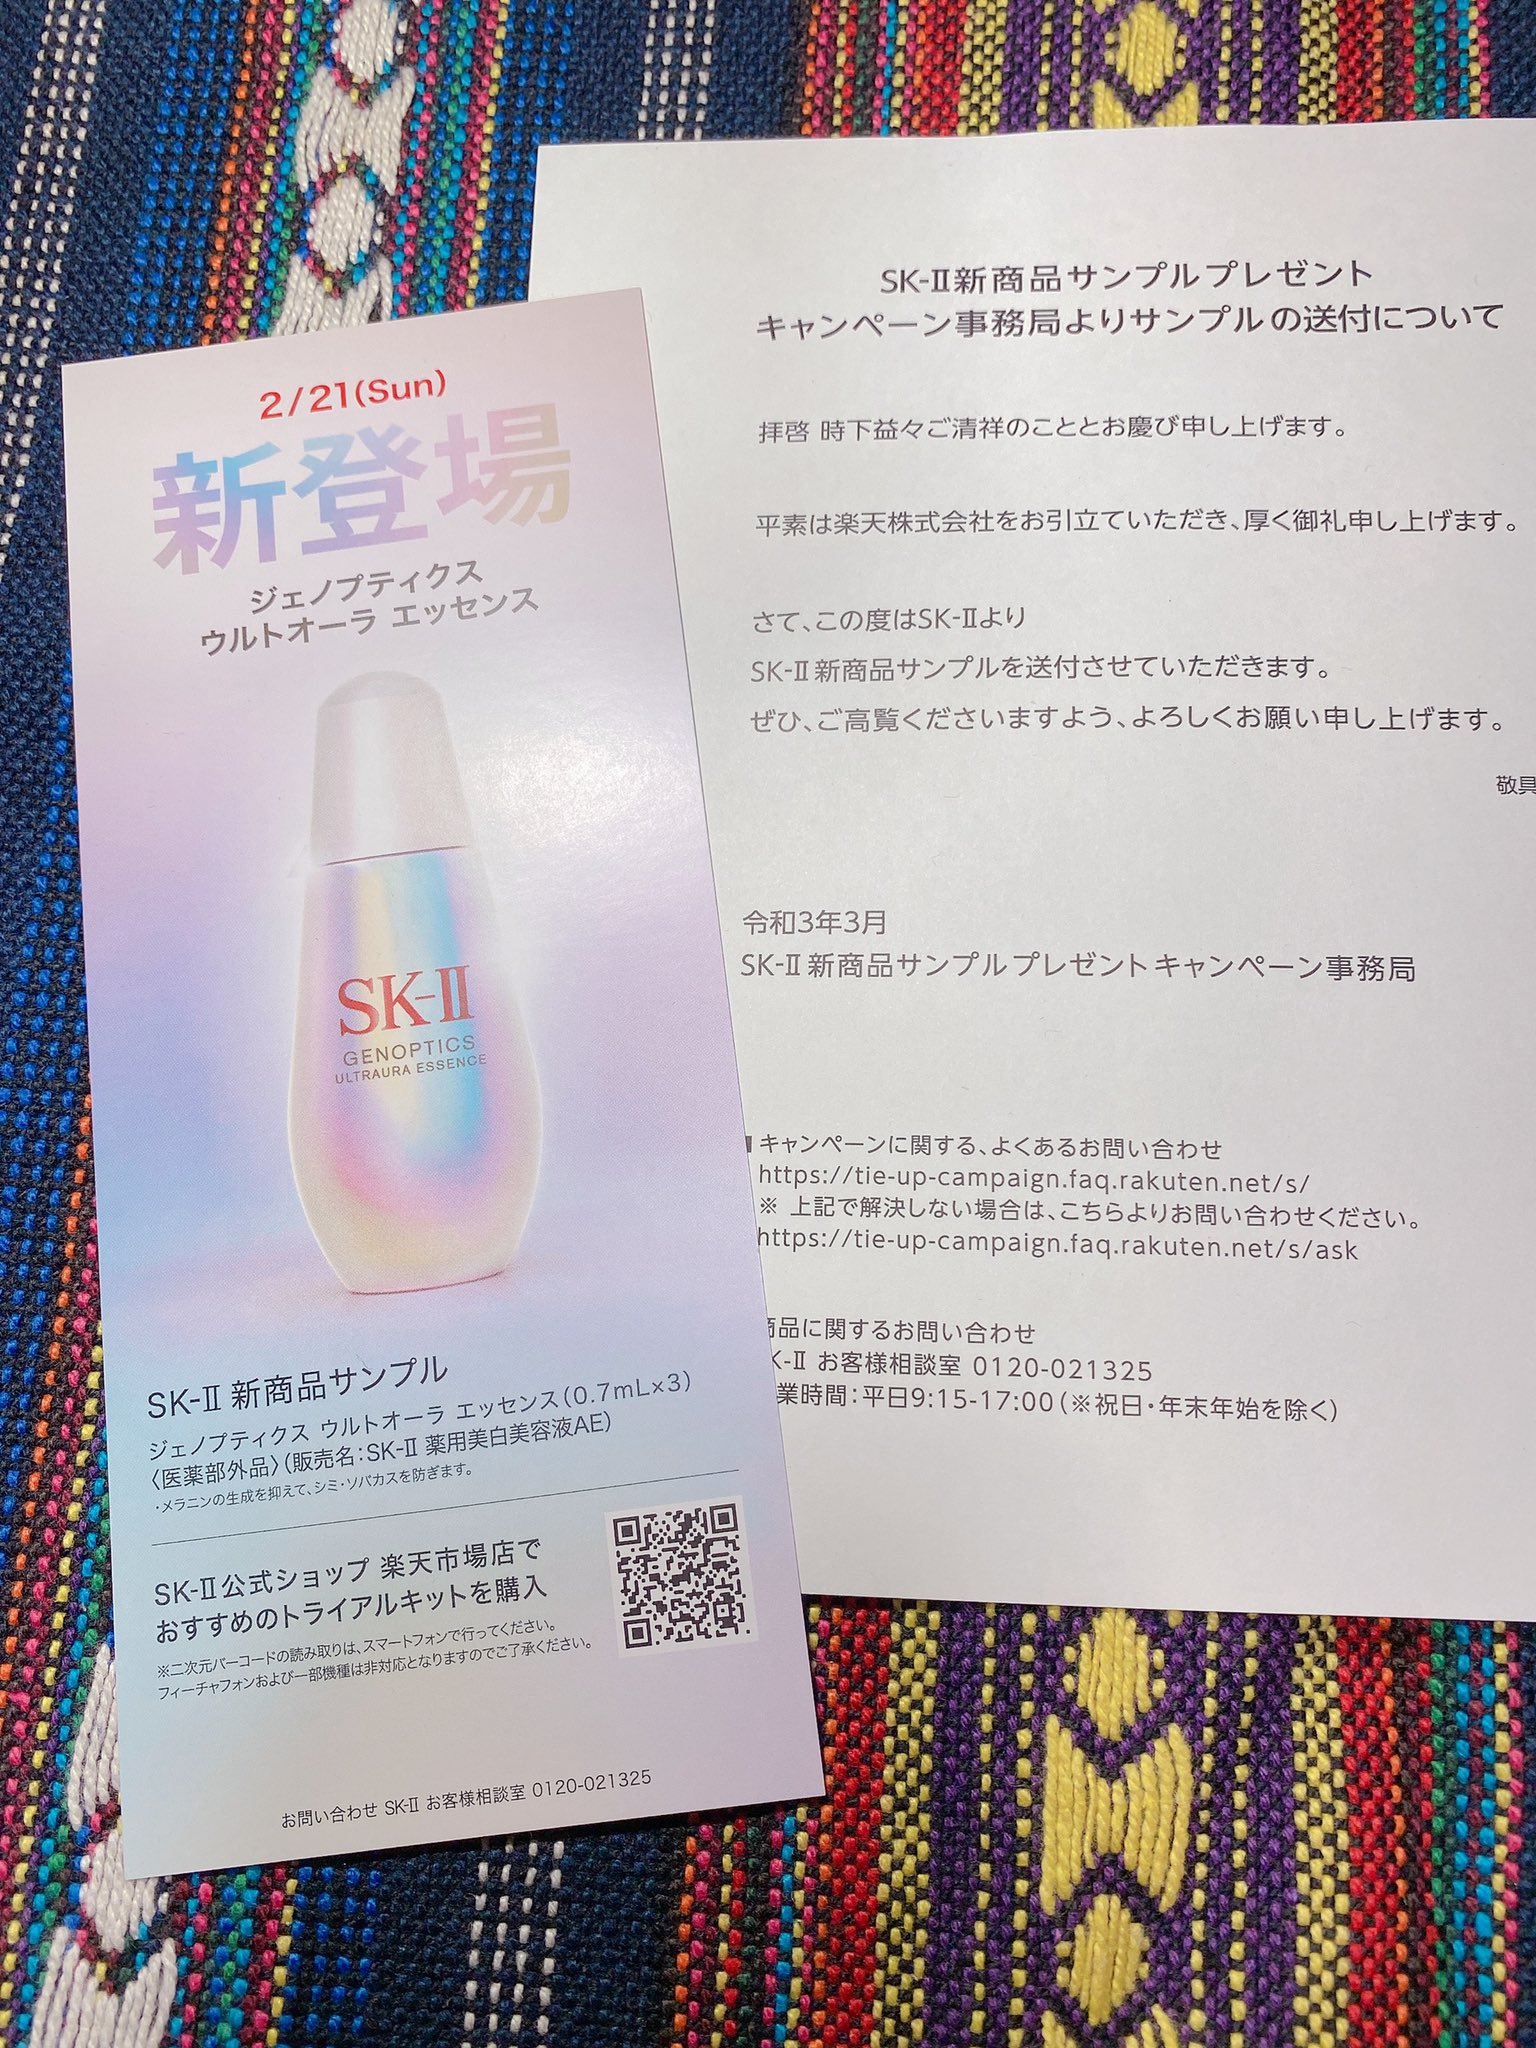 2/21(Sun)
新登場
ジェノプティクス
ウルトオーラ エッセンス
SK-II
GENOPTICS
ULTRAURA ESSENCE
SK-II 新商品サンプル
ジェノプティクス ウルトオーラ エッセンス(0.7mL×3)
〈医薬部外品〉(販売名:SK-II 薬用美白美容液AE)
・メラニンの生成を抑えて、シミ・ソバカスを防ぎます。
SK-II公式ショップ 楽天市場店で
おすすめのトライアルキットを購入
※二次元バーコードの読み取りは、スマートフォンで行ってください。
フィーチャフォンおよび一部機種は非対応となりますのでご了承ください。
お問い合わせ SK-II お客様相談室 0120-021325
SK-II新商品サンプルプレゼント
キャンペーン事務局よりサンプルの送付について
拝啓 時下益々ご清祥のこととお慶び申し上げます。
平素は楽天株式会社をお引立ていただき、厚く御礼申し上げます。
さて、この度はSK-IIより
SK-II新商品サンプルを送付させていただきます。
ぜひ、ご高覧くださいますよう、よろしくお願い申し上げます。
敬具
令和3年3月
SK-II新商品サンプルプレゼントキャンペーン事務局
■キャンペーンに関する、よくあるお問い合わせ
https://tie-up-campaign.faq.rakuten.net/s/
※ 上記で解決しない場合は、こちらよりお問い合わせください。
https://tie-up-campaign.faq.rakuten.net/s/ask
商品に関するお問い合わせ
K-II お客様相談室 0120-021325
業時間:平日9:15-17:00(※祝日・年末年始を除く)